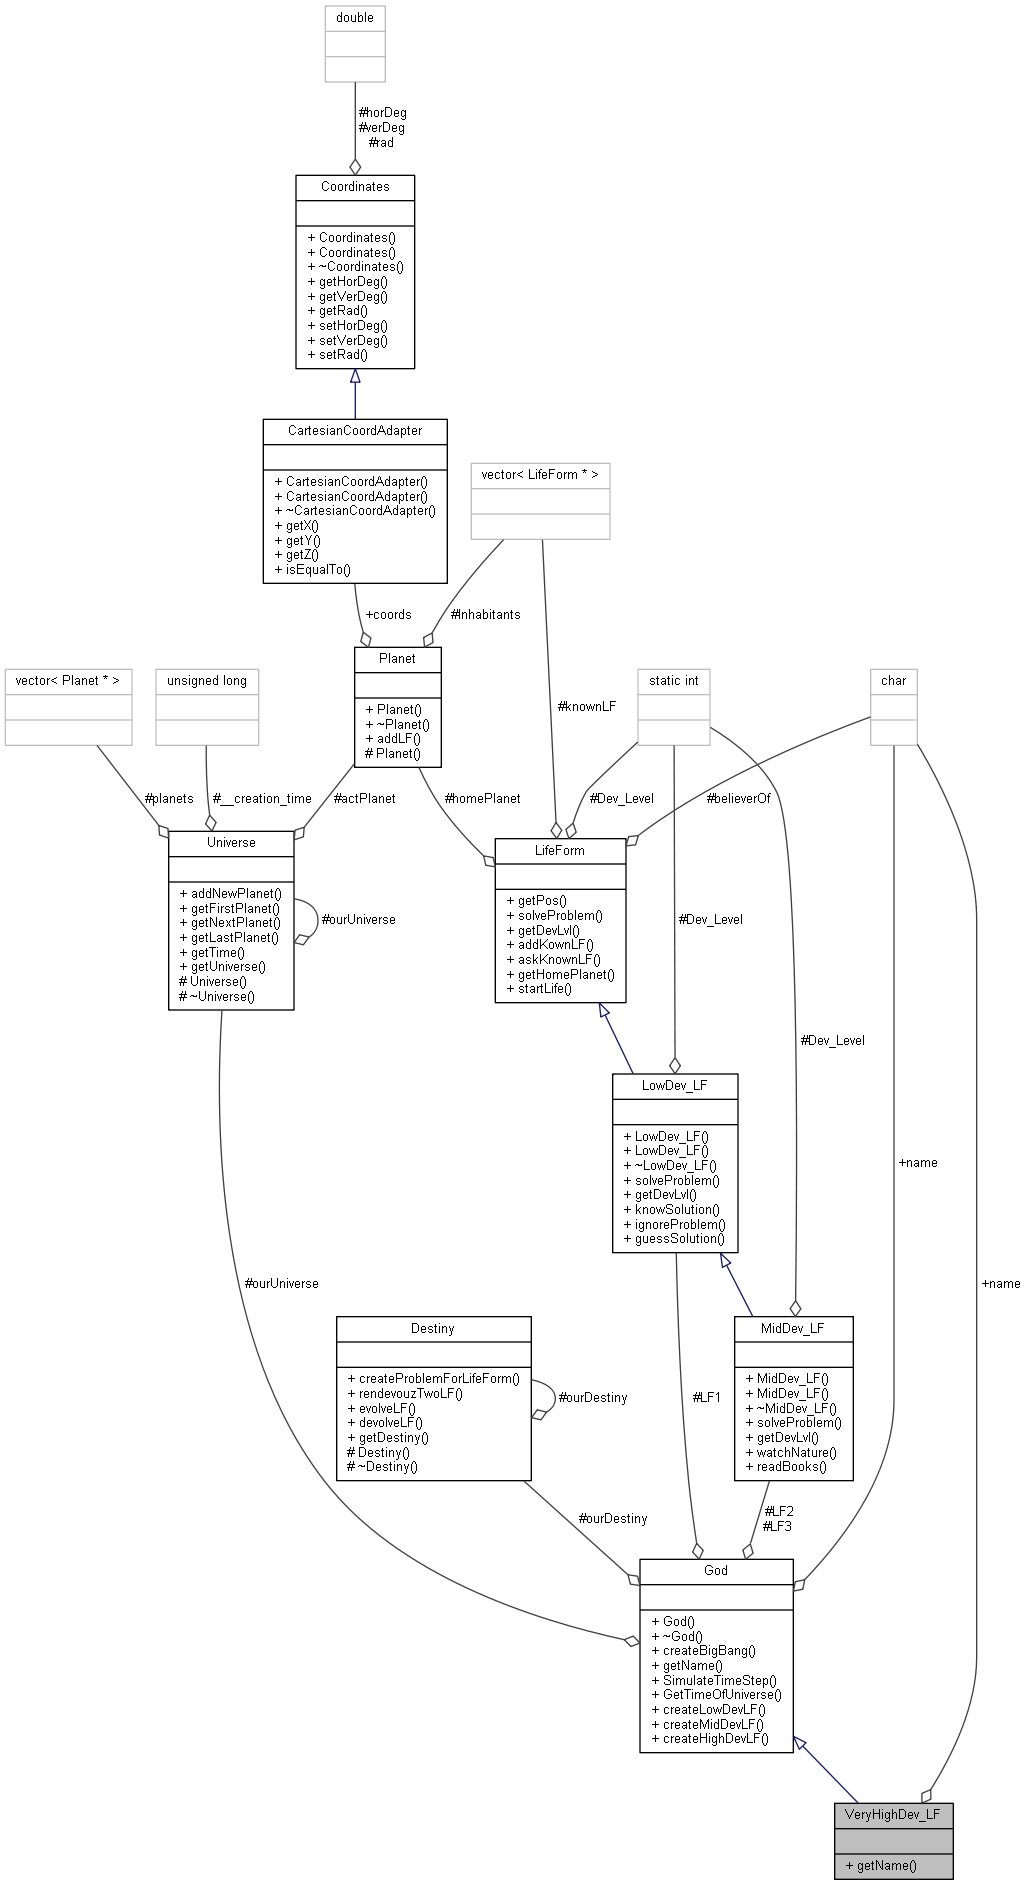 double
#horDeg
#verDeg
#rad
Coordinates
+ Coordinates()
+ Coordinates()
+ ~Coordinates()
+ getHorDeg()
+ getVerDeg()
+ getRad()
+ setHorDeg()
+ setVerDeg()
+ setRad()
CartesianCoordAdapter
+ CartesianCoordAdapter()
+ CartesianCoordAdapter()
+ ~CartesianCoordAdapter()
+ getX()
+ getY()
+ getZ()
+ isEqualTo()
vector< LifeForm * >
+coords
#Inhabitants
Planet
+ Planet()
+ ~Planet()
+ addLF()
# Planet()
vector< Planet * >
unsigned long
static int
char
#knownLF
#planets
#__creation_time
#actPlanet
#homePlanet
#Dev_Level
#believerOf
Universe
+ addNewPlanet()
+ getFirstPlanet()
+ getNextPlanet()
+ getLastPlanet()
+ getTime()
+ getUniverse()
# Universe()
# ~Universe()
#ourUniverse
LifeForm
+ getPos()
+ solveProblem()
+ getDevLvl()
+ addKownLF()
+ askKnownLF()
+ getHomePlanet()
+ startLife()
#Dev_Level
#Dev_Level
LowDev_LF
+ LowDev_LF()
+ LowDev_LF()
+ ~LowDev_LF()
+ solveProblem()
+ getDevLvl()
+ knowSolution()
+ ignoreProblem()
+ guessSolution()
+name
+name
#ourUniverse
Destiny
+ createProblemForLifeForm()
+ rendevouzTwoLF()
+ evolveLF()
+ devolveLF()
+ getDestiny()
# Destiny()
# ~Destiny()
#ourDestiny
#LF1
MidDev_LF
+ MidDev_LF()
+ MidDev_LF()
+ ~MidDev_LF()
+ solveProblem()
+ getDevLvl()
+ watchNature()
+ readBooks()
#ourDestiny
#LF2
#LF3
God
+ God()
+ ~God()
+ createBigBang()
+ getName()
+ SimulateTimeStep()
+ GetTimeOfUniverse()
+ createLowDevLF()
+ createMidDevLF()
+ createHighDevLF()
VeryHighDev_LF
+ getName()